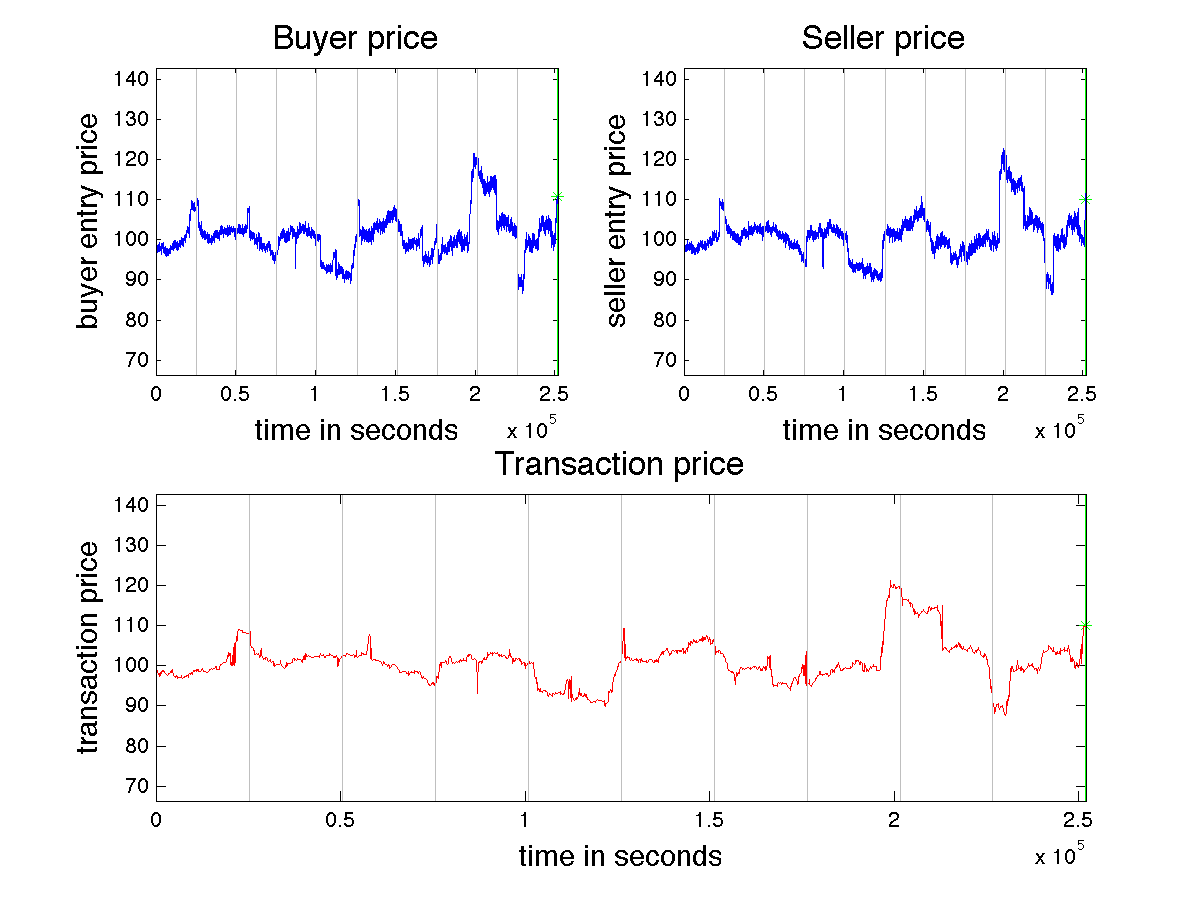 Buyer price
Seller price
buyer entry price
140
130
120
110
100
90
80
70
0 0.5 1 1.5 2 2.5
x 10^5
time in seconds
seller entry price
140
130
120
110
100
90
80
70
0 0.5 1 1.5 2 2.5
x 10^5
time in seconds
Transaction price
transaction price
140
130
120
110
100
90
80
70
0 0.5 1 1.5 2 2.5
x 10^5
time in seconds